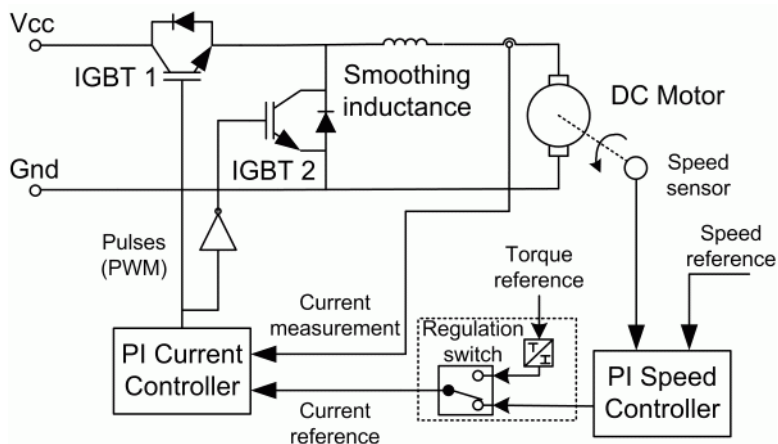 Vcc
IGBT 1
Smoothing
inductance
DC Motor
IGBT 2
Gnd
Speed
sensor
Pulses
(PWM)
Torque
reference
Speed
reference
Current
measurement
Regulation
switch
T
I
PI Current
Controller
PI Speed
Controller
Current
reference